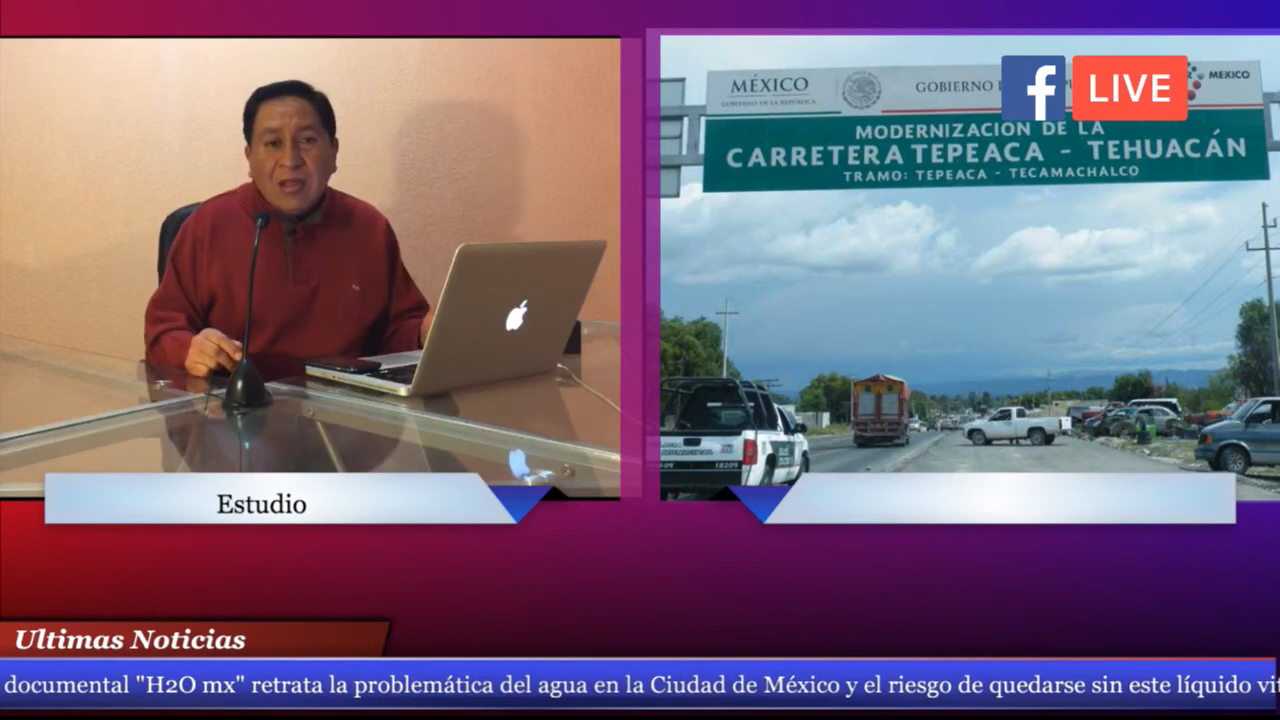 MÉXICO
GOBIERNO DE LA REPÚBLICA
GOBIERNO
MEXICO
f LIVE
MODERNIZACIÓN DE LA
CARRETERA TEPEACA - TEHUACÁN
TRAMO: TEPEACA - TECAMACHALCO
18209
Estudio
Ultimas Noticias
documental "H2O mx" retrata la problemática del agua en la Ciudad de México y el riesgo de quedarse sin este líquido